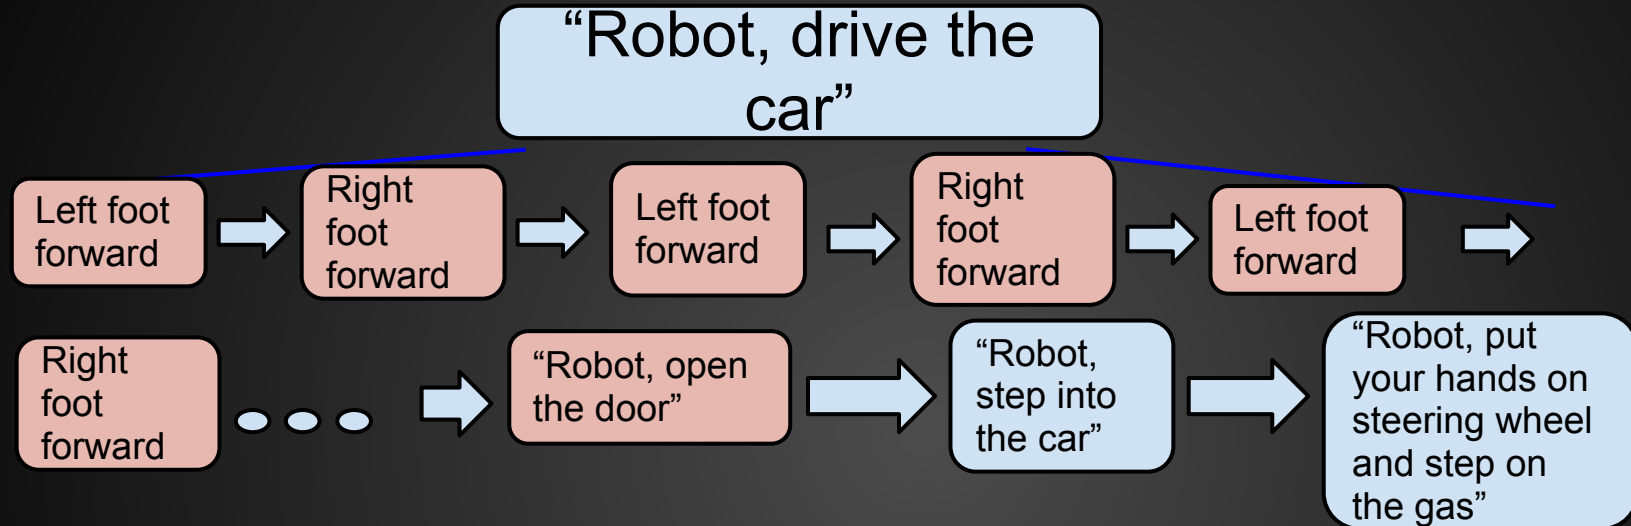 “Robot, drive the
car”
Left foot
forward
Right
foot
forward
Left foot
forward
Right
foot
forward
Left foot
forward
Right
foot
forward
“Robot, open
the door”
“Robot,
step into
the car”
“Robot, put
your hands on
steering wheel
and step on
the gas”